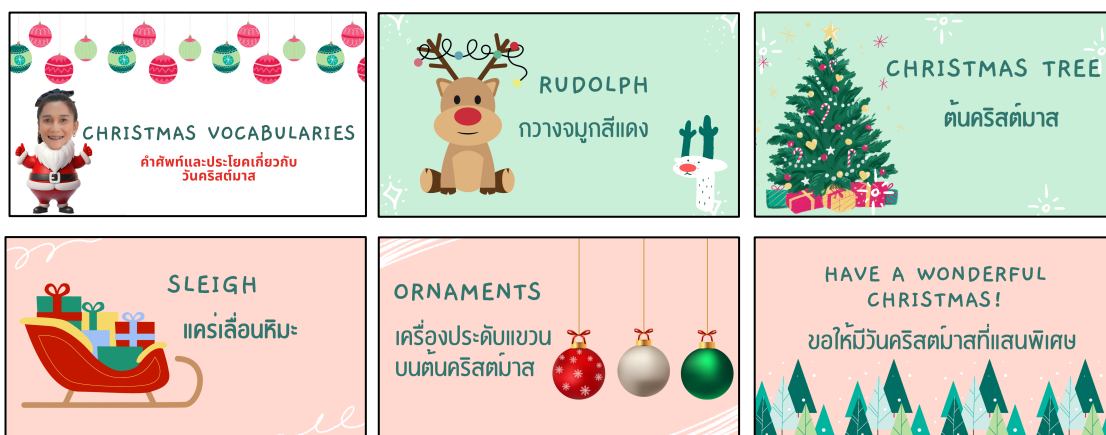 CHRISTMAS VOCABULARIES
คำศัพท์และประโยคเกี่ยวกับ
วันคริสต์มาส
RUDOLPH
กวางจมูกสีแดง
CHRISTMAS TREE
ต้นคริสต์มาส
SLEIGH
แคร่เลื่อนหิมะ
ORNAMENTS
เครื่องประดับแขวน
บนต้นคริสต์มาส
HAVE A WONDERFUL
CHRISTMAS!
ขอให้มีวันคริสต์มาสที่แสนพิเศษ